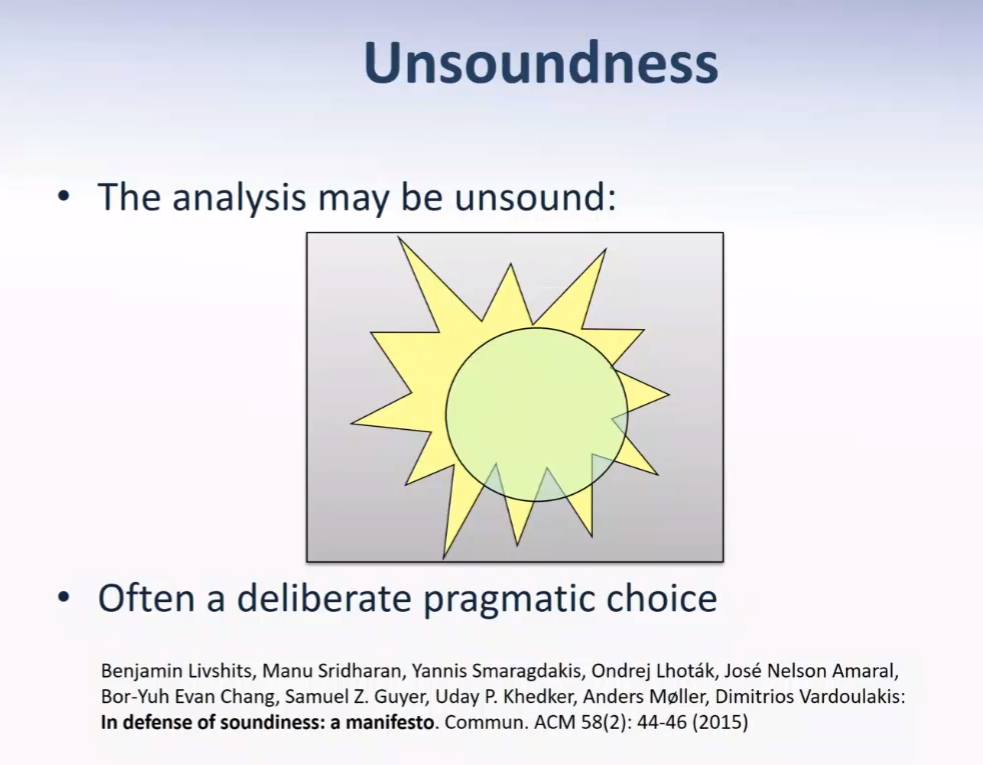 Unsoundness
• The analysis may be unsound:
• Often a deliberate pragmatic choice
Benjamin Livshits, Manu Sridharan, Yannis Smaragdakis, Ondrej Lhoták, José Nelson Amaral,
Bor-Yuh Evan Chang, Samuel Z. Guyer, Uday P. Khedker, Anders Møller, Dimitrios Vardoulakis:
In defense of soundiness: a manifesto. Commun. ACM 58(2): 44-46 (2015)